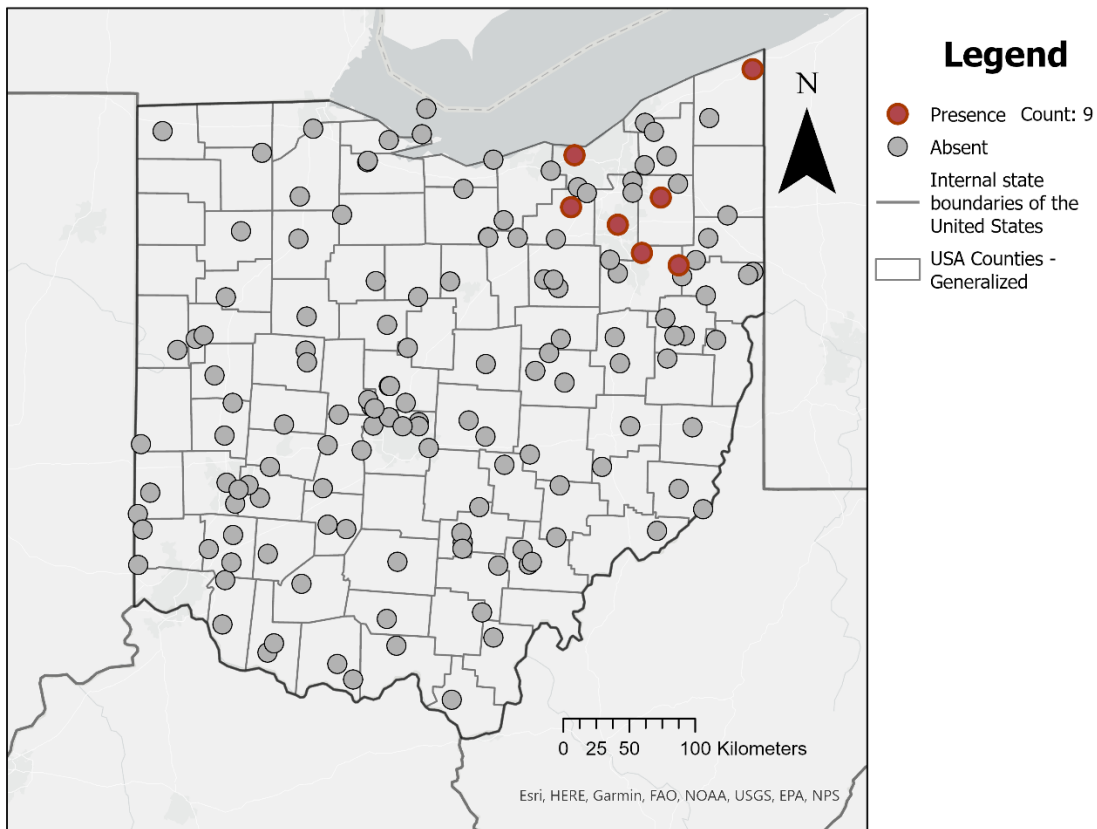 Legend
N
Presence Count: 9
Absent
Internal state
boundaries of the
United States
USA Counties -
Generalized
0 25 50 100 Kilometers
Esri, HERE, Garmin, FAO, NOAA, USGS, EPA, NPS